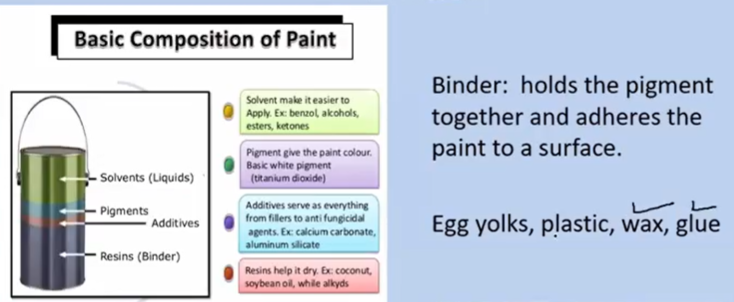 Basic Composition of Paint
Solvents (Liquids)
Pigments
Additives
Resins (Binder)
Solvent make it easier to
Apply. Ex: benzol, alcohols,
esters, ketones
Pigment give the paint colour.
Basic white pigment
(titanium dioxide)
Additives serve as everything
from fillers to anti fungicidal
agents. Ex: calcium carbonate,
aluminum silicate
Resins help it dry. Ex: coconut,
soybean oil, while alkyds
Binder: holds the pigment
together and adheres the
paint to a surface.
Egg yolks, plastic, wax, glue